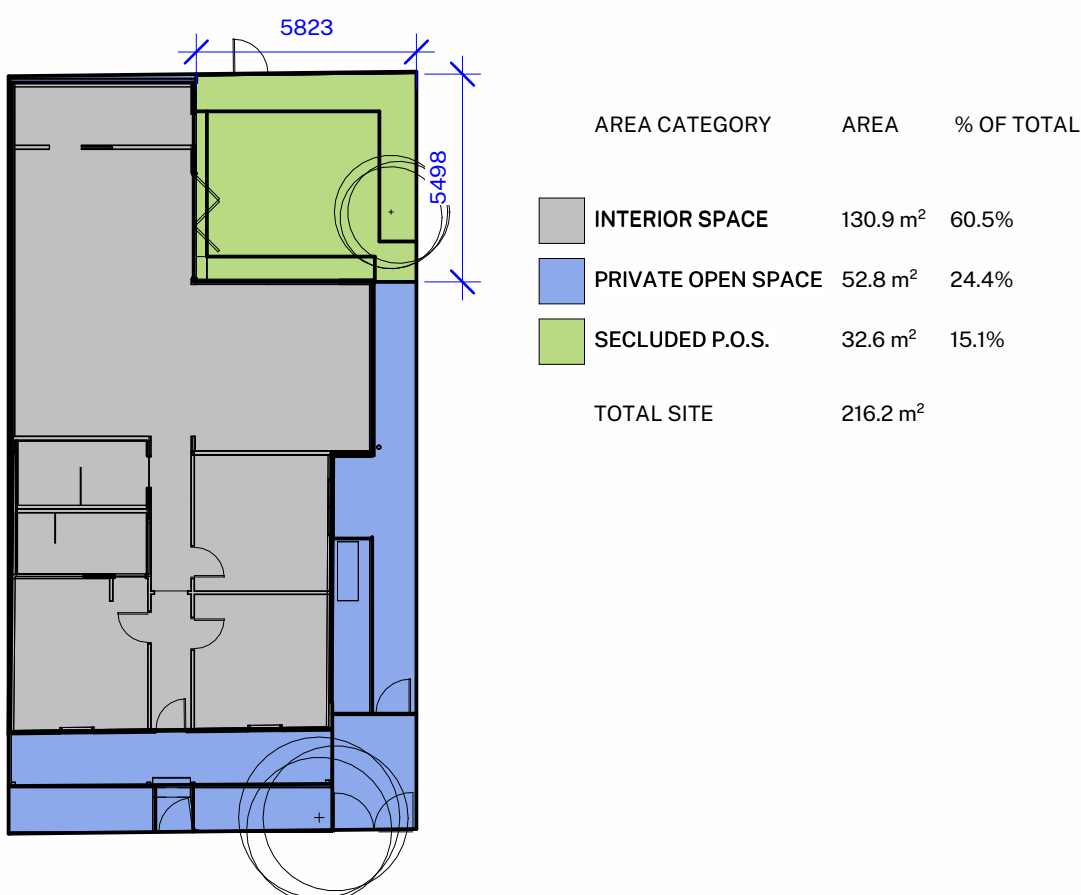 5823
5498
AREA CATEGORY AREA % OF TOTAL
INTERIOR SPACE 130.9 m² 60.5%
PRIVATE OPEN SPACE 52.8 m² 24.4%
SECLUDED P.O.S. 32.6 m² 15.1%
TOTAL SITE 216.2 m²